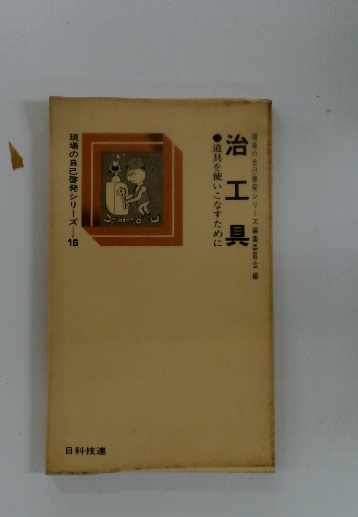 現場の自己啓発シリーズ編集委員会 編
治工具
●道具を使いこなすために
現場の自己啓発シリーズ—16
日科技連